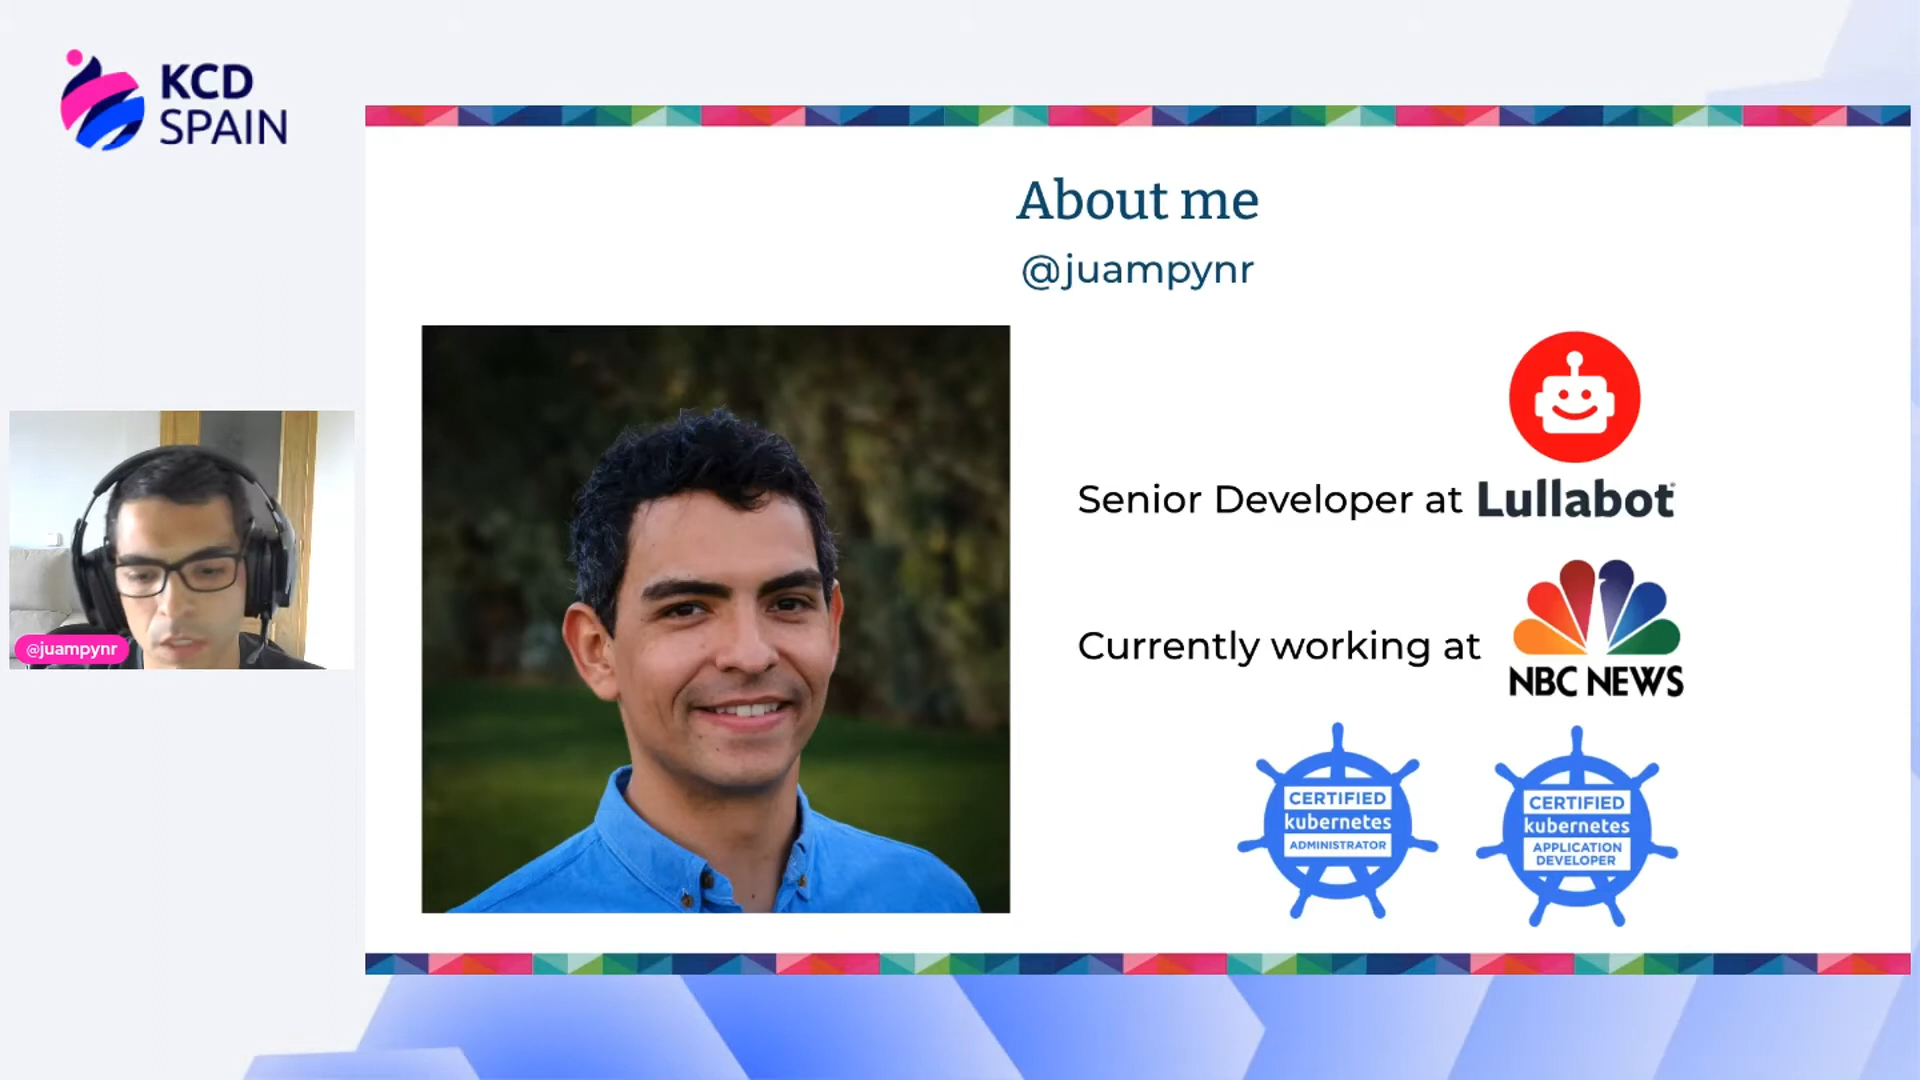 KCD
SPAIN
About me
@juampynr
Senior Developer at Lullabot
Currently working at
NBC NEWS
CERTIFIED
kubernetes
ADMINISTRATOR
CERTIFIED
kubernetes
APPLICATION
DEVELOPER
@juampynr